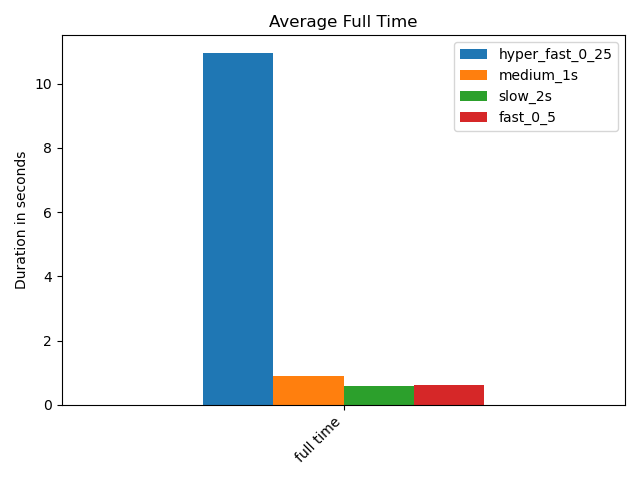 Average Full Time
hyper_fast_0_25
medium_1s
slow_2s
fast_0_5
Duration in seconds
10
8
6
4
2
0
full time